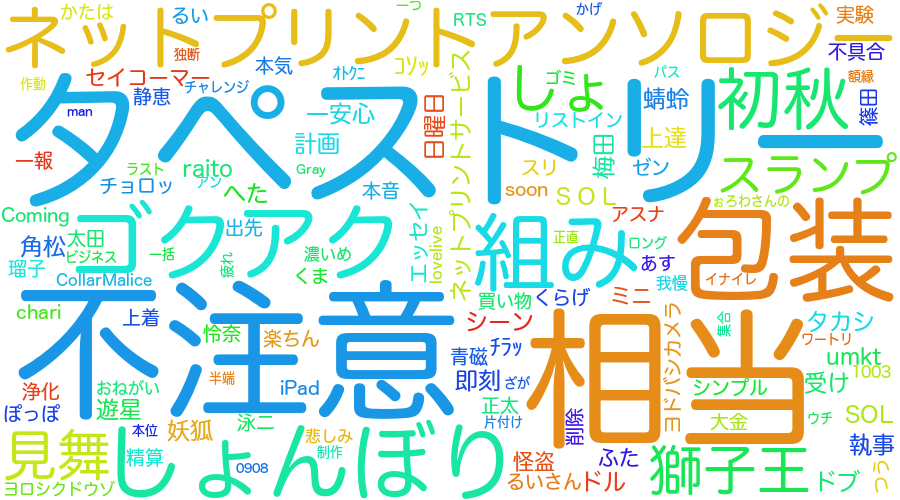 ネットプリントアンソロジー
かたは
るい
独断
一つ
RTS
かげ
実験
不具合
作動
セイコーマー
本気
ｵﾄｸﾆ
ｺｿｯ
ゴミ
パス
額縁
静恵
チャレンジ
man
タペストリー
しょ
初秋
蜻蛉
篠田
一安心
日曜日
ネットプリントサービス
リストイン
上達
計画
梅田
一報
ラスト
raito
Gray
スリ
ゼン
スランプ
チョロッ
アン
へた
本音
soon
ＳＯＬ
ぉろわさんの
Coming
出先
エッセイ
lovelive
アスナ
角松
太田
ビジネス
ゴクアク
組み
包装
正直
ロング
瑠子
一括
疲れ
濃いめ
くま
あす
我慢
イナイレ
CollarMalice
買い物
くらげ
ミニ
chari
上着
不注意
シーン
相当
ヨドバシカメラ
集合
タカシ
怜奈
楽ちん
ﾁﾗｯ
ワートリ
青磁
umkt
浄化
おねがい
半端
iPad
即刻
ざが
シンプル
受け
1003
ぽっぽ
遊星
正太
片付け
大金
ウチ
SOL
本位
妖狐
泳二
悲しみ
削除
見舞
しょんぼり
執事
精算
0908
制作
怪盗
ふた
獅子王
ヨロシクドウゾ
るいさん
ドル
ドブ
つう